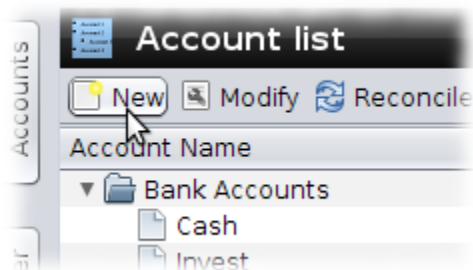 Accounts
Account list
New Modify Reconcile
Account Name
Bank Accounts
Cash
Invest